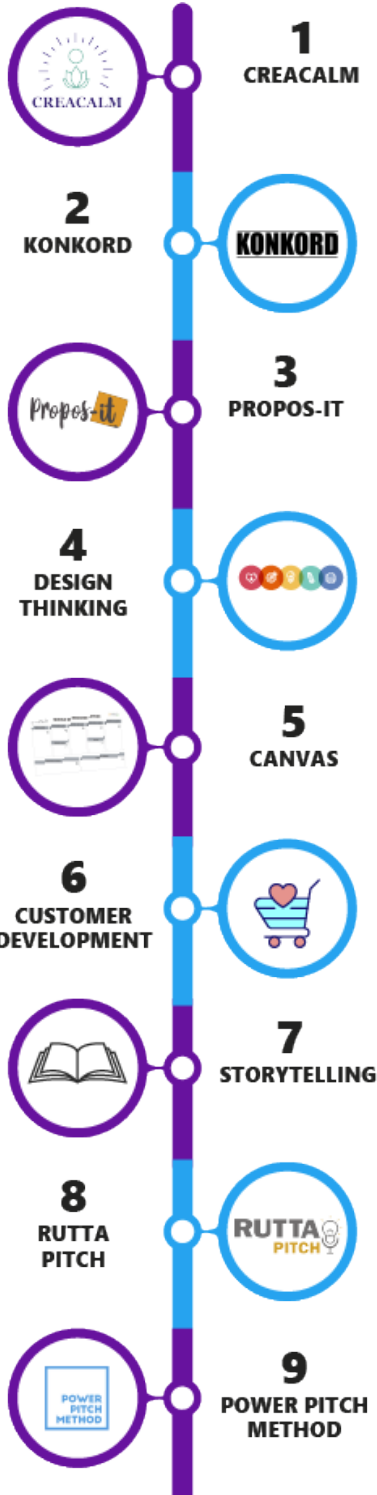 CREACALM
1
CREACALM
2
KONKORD
KONKORD
Propos-it
3
PROPOS-IT
4
DESIGN
THINKING
5
CANVAS
6
CUSTOMER
DEVELOPMENT
7
STORYTELLING
8
RUTTA
PITCH
RUTTA
PITCH
POWER
PITCH
METHOD
9
POWER PITCH
METHOD